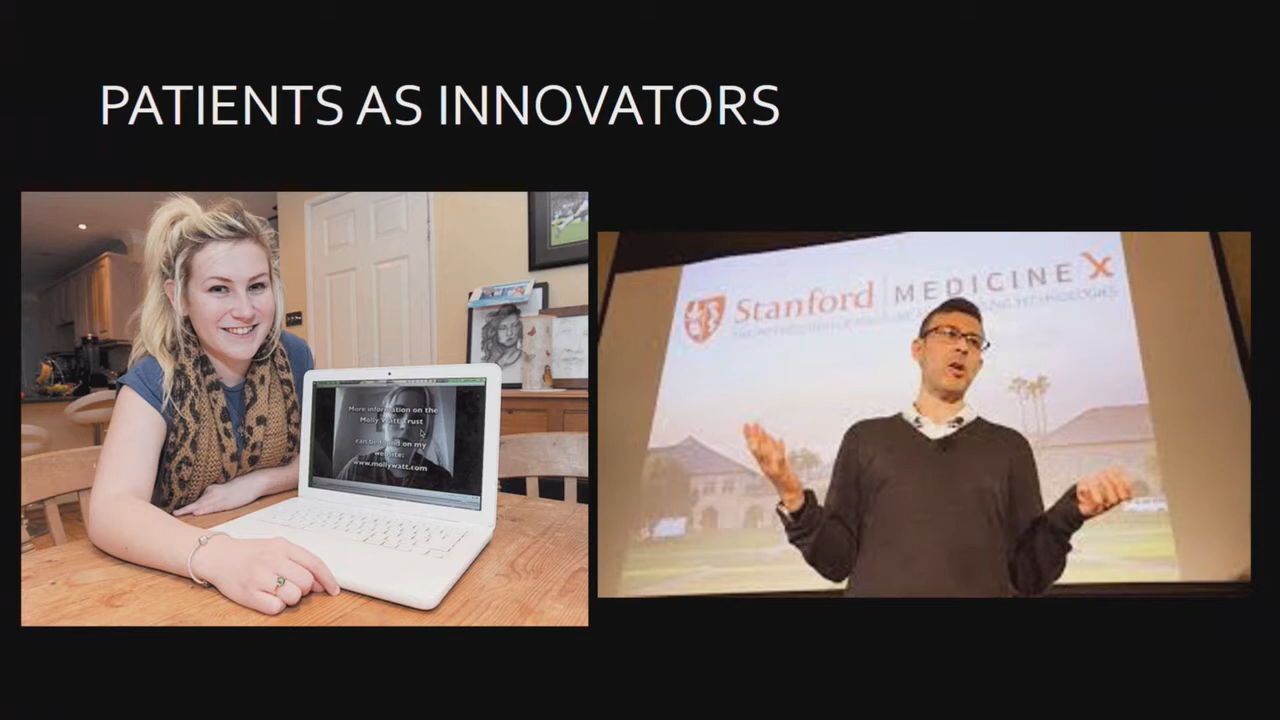 PATIENTS AS INNOVATORS
More information on the
Molly Watt Trust
can be found on my
website:
www.mollywatt.com
Stanford MEDICINE X